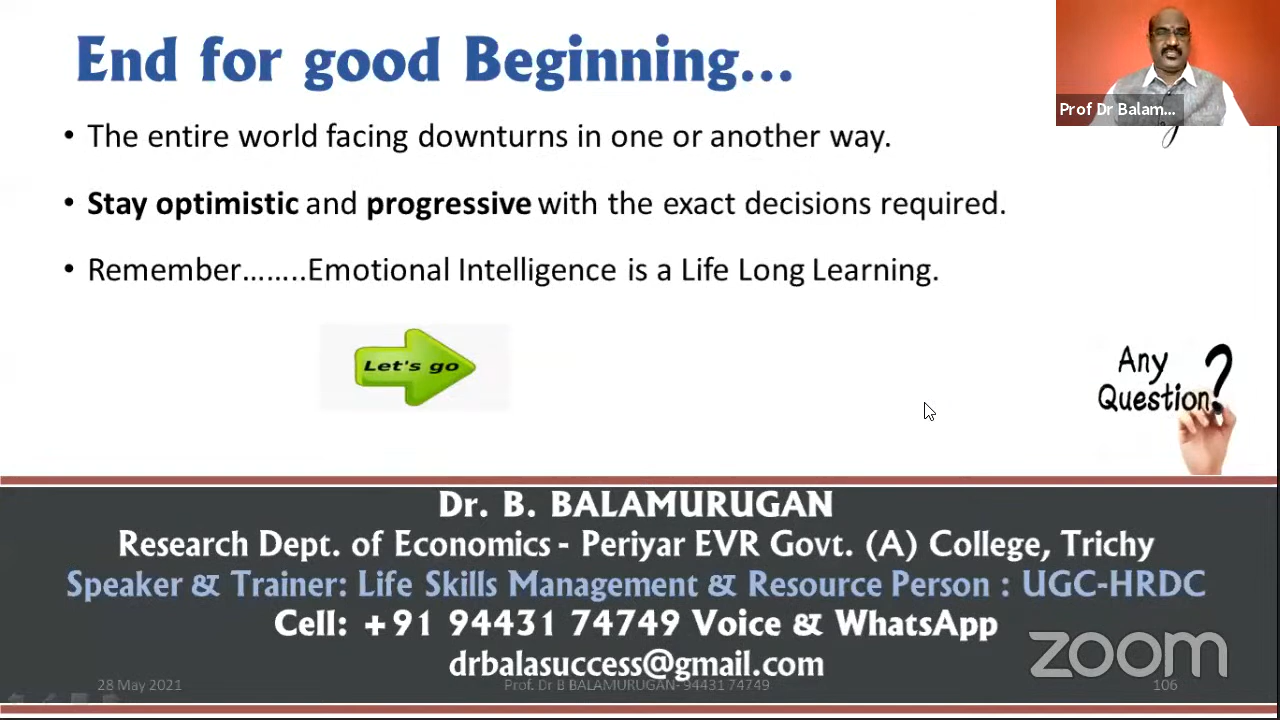 End for good Beginning...
Prof Dr Balam...
• The entire world facing downturns in one or another way.
• Stay optimistic and progressive with the exact decisions required.
• Remember……..Emotional Intelligence is a Life Long Learning.
Let's go
Any
Question?
Dr. B. BALAMURUGAN
Research Dept. of Economics - Periyar EVR Govt. (A) College, Trichy
Speaker & Trainer: Life Skills Management & Resource Person : UGC-HRDC
Cell: +91 94431 74749 Voice & WhatsApp
drbalasuccess@gmail.com
zoom
28 May 2021
Prof. Dr B BALAMURUGAN- 94431 74749
106